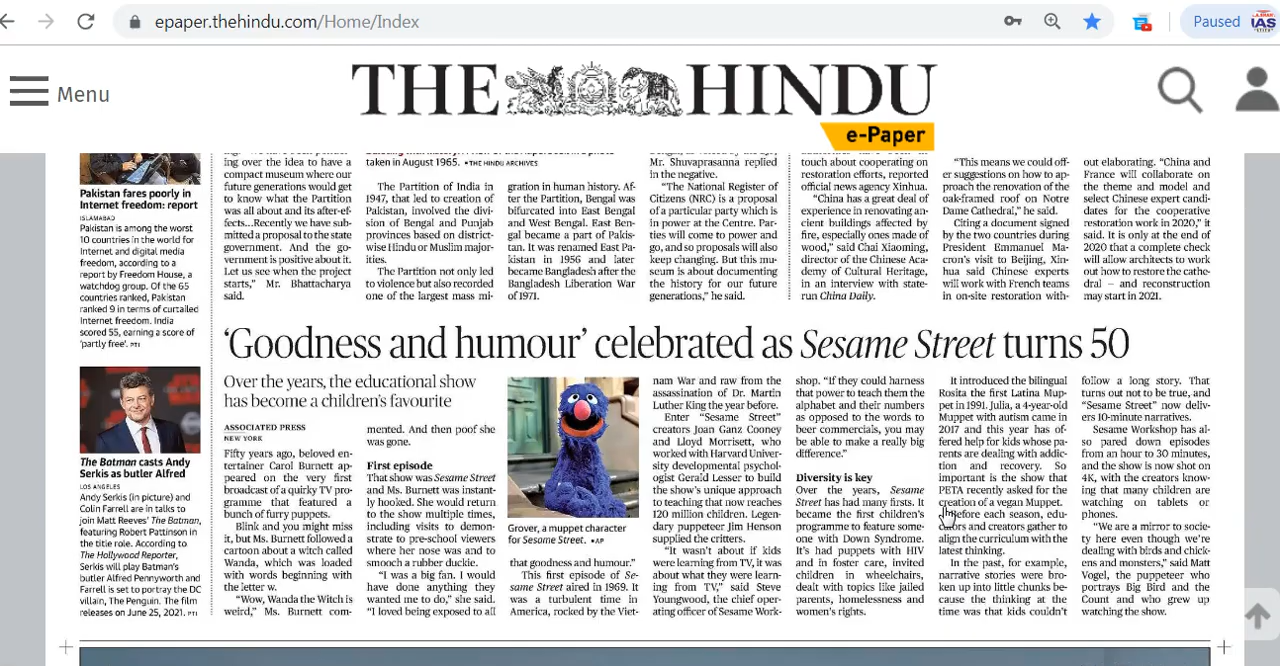 epaper.thehindu.com/Home/Index
Paused
IAS
Menu
THE HINDU
e-Paper
Pakistan fares poorly in
Internet freedom: report
ISLAMABAD
Pakistan is among the worst
10 countries in the world for
Internet and digital media
freedom, according to a
report by Freedom House, a
watchdog group. Of the 65
countries ranked, Pakistan
ranked 9 in terms of curtailed
Internet freedom. India
scored 55, earning a score of
'partly free'. PTI
The Batman casts Andy
Serkis as butler Alfred
LOS ANGELES
Andy Serkis (in picture) and
Colin Farrell are in talks to
join Matt Reeves' The Batman,
featuring Robert Pattinson in
the title role. According to
The Hollywood Reporter,
Serkis will play Batman's
butler Alfred Pennyworth and
Farrell is set to portray the DC
villain, The Penguin. The film
releases on June 25, 2021. PTI
ing over the idea to have a
compact museum where our
future generations would get
to know what the Partition
was all about and its after-ef-
fects...Recently we have sub-
mitted a proposal to the state
government. And the go-
vernment is positive about it.
Let us see when the project
starts," Mr. Bhattacharya
said.
taken in August 1965. •THE HINDU ARCHIVES
The Partition of India in
1947, that led to creation of
Pakistan, involved the divi-
sion of Bengal and Punjab
provinces based on district-
wise Hindu or Muslim major-
ities.
The Partition not only led
to violence but also recorded
one of the largest mass mi-
gration in human history. Af-
ter the Partition, Bengal was
bifurcated into East Bengal
and West Bengal. East Ben-
gal became a part of Pakis-
tan. It was renamed East Pa-
kistan in 1956 and later
became Bangladesh after the
Bangladesh Liberation War
of 1971.
Mr. Shuvaprasanna replied
in the negative.
"The National Register of
Citizens (NRC) is a proposal
of a particular party which is
in power at the Centre. Par-
ties will come to power and
go, and so proposals will also
keep changing. But this mu-
seum is about documenting
the history for our future
generations," he said.
touch about cooperating on
restoration efforts, reported
official news agency Xinhua.
"China has a great deal of
experience in renovating an-
cient buildings affected by
fire, especially ones made of
wood," said Chai Xiaoming,
director of the Chinese Aca-
demy of Cultural Heritage,
in an interview with state-
run China Daily.
"This means we could off-
er suggestions on how to ap-
proach the renovation of the
oak-framed roof on Notre
Dame Cathedral," he said.
Citing a document signed
by the two countries during
President Emmanuel Ma-
cron's visit to Beijing, Xin-
hua said Chinese experts
will work with French teams
in on-site restoration with-
out elaborating. "China and
France will collaborate on
the theme and model and
select Chinese expert candi-
dates for the cooperative
restoration work in 2020," it
said. It is only at the end of
2020 that a complete check
will allow architects to work
out how to restore the cathe-
dral – and reconstruction
may start in 2021.
'Goodness and humour' celebrated as Sesame Street turns 50
Over the years, the educational show
has become a children's favourite
ASSOCIATED PRESS
NEW YORK
Fifty years ago, beloved en-
tertainer Carol Burnett ap-
peared on the very first
broadcast of a quirky TV pro-
gramme that featured a
bunch of furry puppets.
Blink and you might miss
it, but Ms. Burnett followed a
cartoon about a witch called
Wanda, which was loaded
with words beginning with
the letter w.
"Wow, Wanda the Witch is
weird," Ms. Burnett com-
mented. And then poof she
was gone.
First episode
That show was Sesame Street
and Ms. Burnett was instant-
ly hooked. She would return
to the show multiple times,
including visits to demon-
strate to pre-school viewers
where her nose was and to
smooch a rubber duckie.
"I was a big fan. I would
have done anything they
wanted me to do," she said.
"I loved being exposed to all
Grover, a muppet character
for Sesame Street. •AP
that goodness and humour."
This first episode of Se-
same Street aired in 1969. It
was a turbulent time in
America, rocked by the Viet-
nam War and raw from the
assassination of Dr. Martin
Luther King the year before.
Enter "Sesame Street"
creators Joan Ganz Cooney
and Lloyd Morrisett, who
worked with Harvard Univer-
sity developmental psychol-
ogist Gerald Lesser to build
the show's unique approach
to teaching that now reaches
120 million children. Legen-
dary puppeteer Jim Henson
supplied the critters.
"It wasn't about if kids
were learning from TV, it was
about what they were learn-
ing from TV," said Steve
Youngwood, the chief oper-
ating officer of Sesame Work-
shop. "If they could harness
that power to teach them the
alphabet and their numbers
as opposed to the words to
beer commercials, you may
be able to make a really big
difference."
Diversity is key
Over the years, Sesame
Street has had many firsts. It
became the first children's
programme to feature some-
one with Down Syndrome.
It's had puppets with HIV
and in foster care, invited
children in wheelchairs,
dealt with topics like jailed
parents, homelessness and
women's rights.
It introduced the bilingual
Rosita the first Latina Mup-
pet in 1991. Julia, a 4-year-old
Muppet with autism came in
2017 and this year has of-
fered help for kids whose pa-
rents are dealing with addic-
tion and recovery. So
important is the show that
PETA recently asked for the
creation of a vegan Muppet.
Before each season, edu-
cators and creators gather to
align the curriculum with the
latest thinking.
In the past, for example,
narrative stories were bro-
ken up into little chunks be-
cause the thinking at the
time was that kids couldn't
follow a long story. That
turns out not to be true, and
"Sesame Street" now deliv-
ers 10-minute narratives.
Sesame Workshop has al-
so pared down episodes
from an hour to 30 minutes,
and the show is now shot on
4K, with the creators know-
ing that many children are
watching on tablets or
phones.
"We are a mirror to socie-
ty here even though we're
dealing with birds and chick-
ens and monsters," said Matt
Vogel, the puppeteer who
portrays Big Bird and the
Count and who grew up
watching the show.